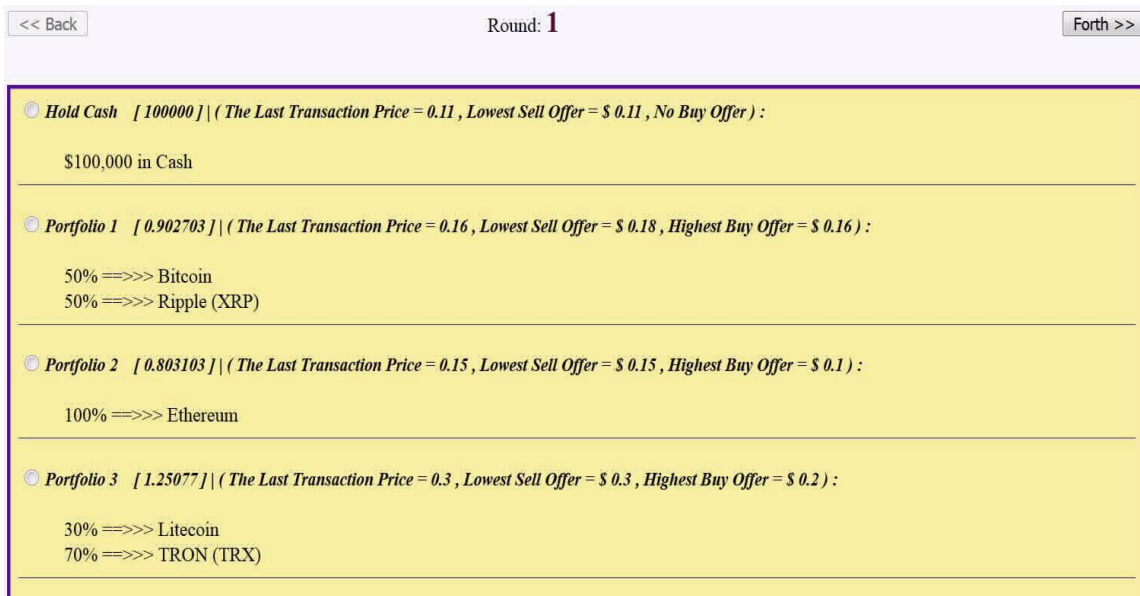 << Back
Round: 1
Forth >>
Hold Cash [ 100000 ] | ( The Last Transaction Price = 0.11 , Lowest Sell Offer = $ 0.11 , No Buy Offer ) :
$100,000 in Cash
Portfolio 1 [ 0.902703 ] | ( The Last Transaction Price = 0.16 , Lowest Sell Offer = $ 0.18 , Highest Buy Offer = $ 0.16 ) :
50% ==>>> Bitcoin
50% ==>>> Ripple (XRP)
Portfolio 2 [ 0.803103 ] | ( The Last Transaction Price = 0.15 , Lowest Sell Offer = $ 0.15 , Highest Buy Offer = $ 0.1 ) :
100% ==>>> Ethereum
Portfolio 3 [ 1.25077 ] | ( The Last Transaction Price = 0.3 , Lowest Sell Offer = $ 0.3 , Highest Buy Offer = $ 0.2 ) :
30% ==>>> Litecoin
70% ==>>> TRON (TRX)